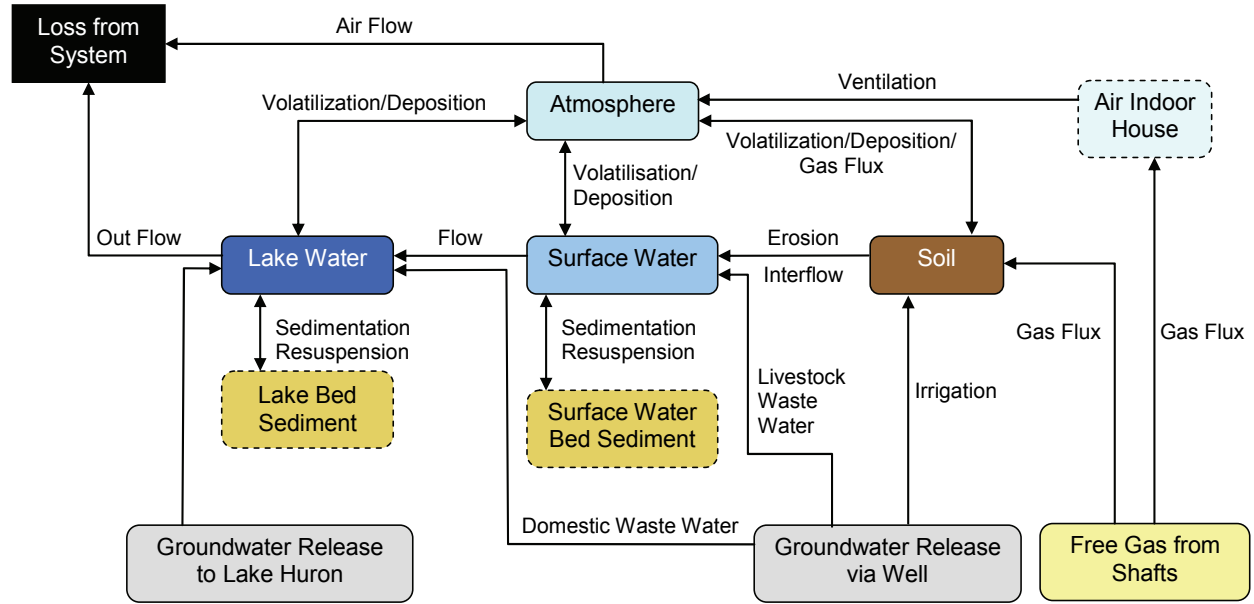 Loss from
System
Air Flow
Ventilation
Volatilization/Deposition
Atmosphere
Air Indoor
House
Volatilisation/
Deposition
Volatilization/Deposition/
Gas Flux
Out Flow
Lake Water
Flow
Surface Water
Erosion
Interflow
Soil
Sedimentation
Resuspension
Sedimentation
Resuspension
Gas Flux
Gas Flux
Lake Bed
Sediment
Surface Water
Bed Sediment
Livestock
Waste
Water
Irrigation
Domestic Waste Water
Groundwater Release
to Lake Huron
Groundwater Release
via Well
Free Gas from
Shafts